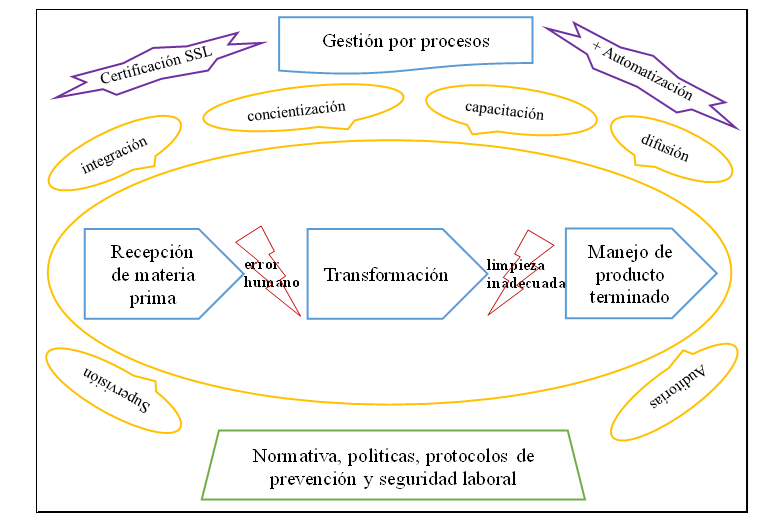 Gestión por procesos
Certificación SSL
+ Automatización
concientización
capacitación
integración
difusión
Recepción
de materia
prima
error
humano
Transformación
limpieza
inadecuada
Manejo de
producto
terminado
Supervisión
Auditorias
Normativa, politicas, protocolos de
prevención y seguridad laboral